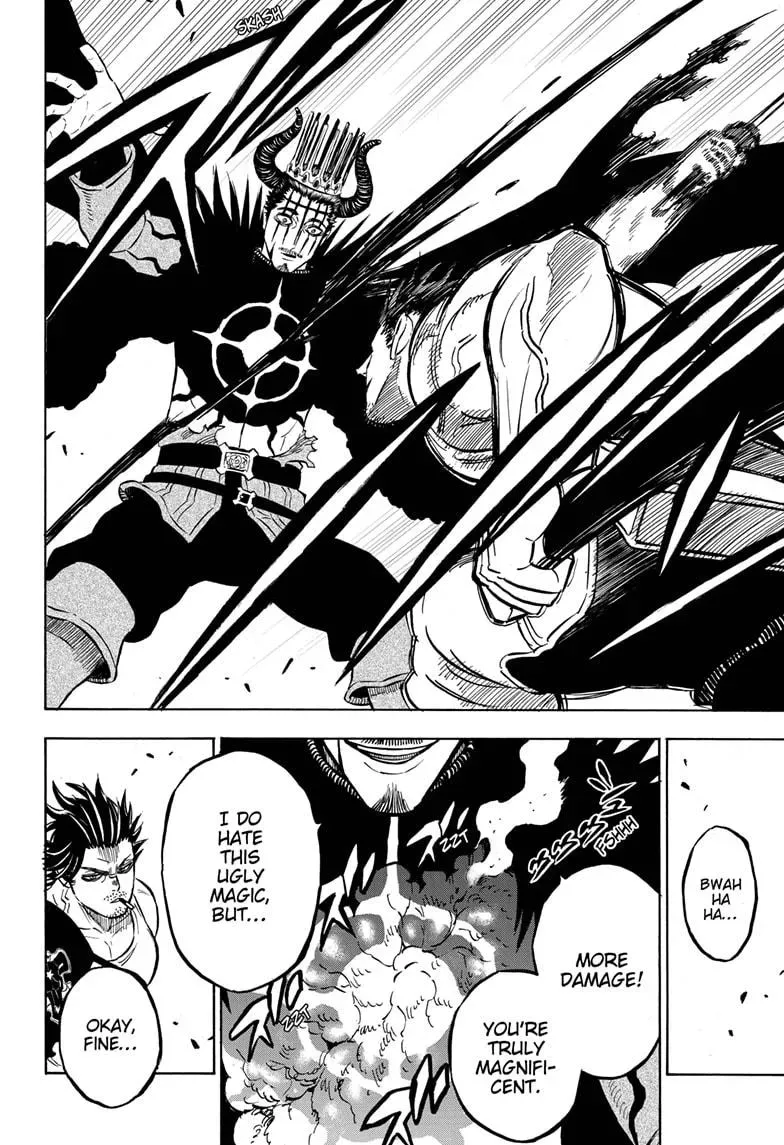 SKASH
BWAH
HA
HA...
PSHHH
MORE
DAMAGE!
YOU'RE
TRULY
MAGNIFI-
CENT.
ZZT
I DO
HATE
THIS
UGLY
MAGIC,
BUT...
ZZT
OKAY,
FINE...